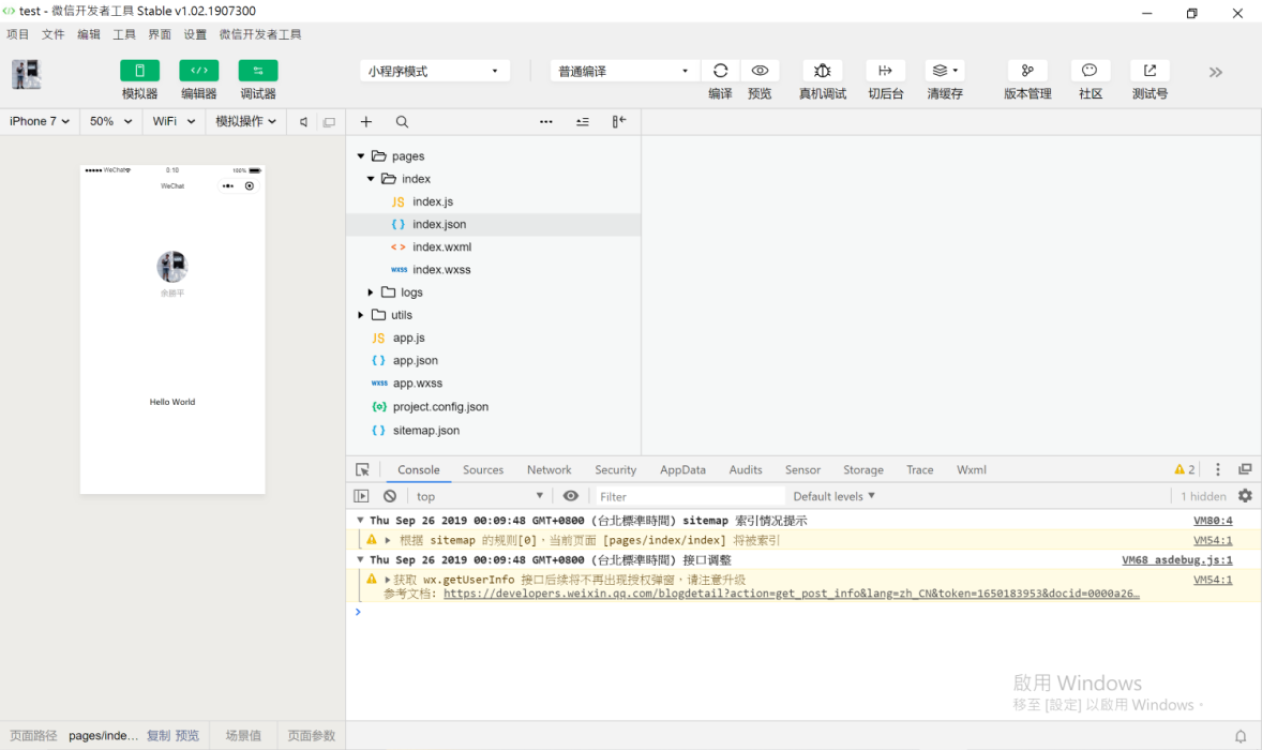 test - 微信开发者工具 Stable v1.02.1907300
项目 文件 编辑 工具 界面 设置 微信开发者工具
小程序模式 普通编译
模拟器 编辑器 调试器 编译 预览 真机调试 切后台 清缓存 版本管理 社区 测试号
iPhone 7 50% WiFi 模拟操作
WeChat 0:10 100%
WeChat
余勝平
Hello World
pages
index
JS index.js
{ } index.json
< > index.wxml
wxss index.wxss
logs
utils
JS app.js
{ } app.json
wxss app.wxss
{o} project.config.json
{ } sitemap.json
Console Sources Network Security AppData Audits Sensor Storage Trace Wxml 2
top Filter Default levels 1 hidden
Thu Sep 26 2019 00:09:48 GMT+0800 (台北標準時間) sitemap 索引情况提示 VM80:4
根据 sitemap 的规则[0]，当前页面 [pages/index/index] 将被索引 VM54:1
Thu Sep 26 2019 00:09:48 GMT+0800 (台北標準時間) 接口调整 VM68 asdebug.js:1
获取 wx.getUserInfo 接口后续将不再出现授权弹窗，请注意升级 VM54:1
参考文档: https://developers.weixin.qq.com/blogdetail?action=get_post_info&lang=zh_CN&token=1650183953&docid=0000a26…
啟用 Windows
移至 [設定] 以啟用 Windows。
页面路径 pages/inde... 复制 预览 场景值 页面参数